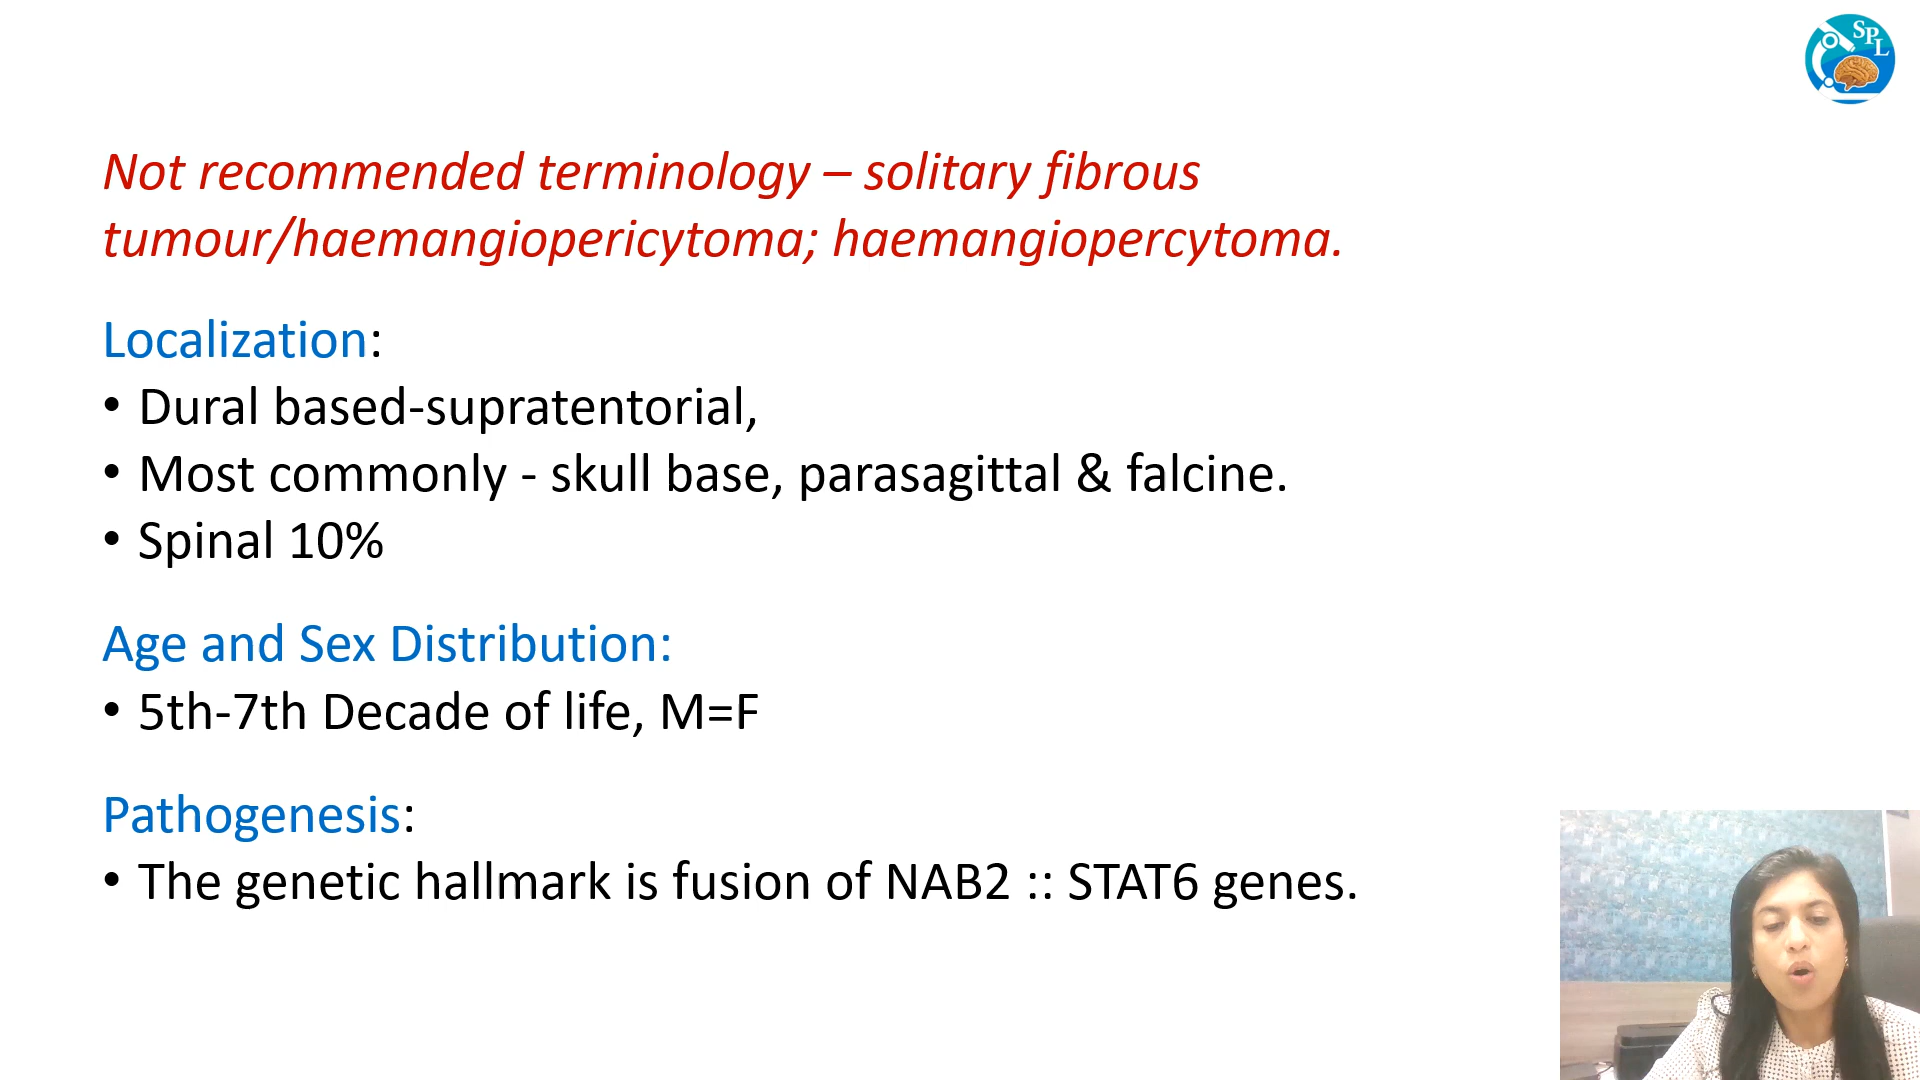 SPL
Not recommended terminology – solitary fibrous
tumour/haemangiopericytoma; haemangiopercytoma.
Localization:
• Dural based-supratentorial,
• Most commonly - skull base, parasagittal & falcine.
• Spinal 10%
Age and Sex Distribution:
• 5th-7th Decade of life, M=F
Pathogenesis:
• The genetic hallmark is fusion of NAB2 :: STAT6 genes.